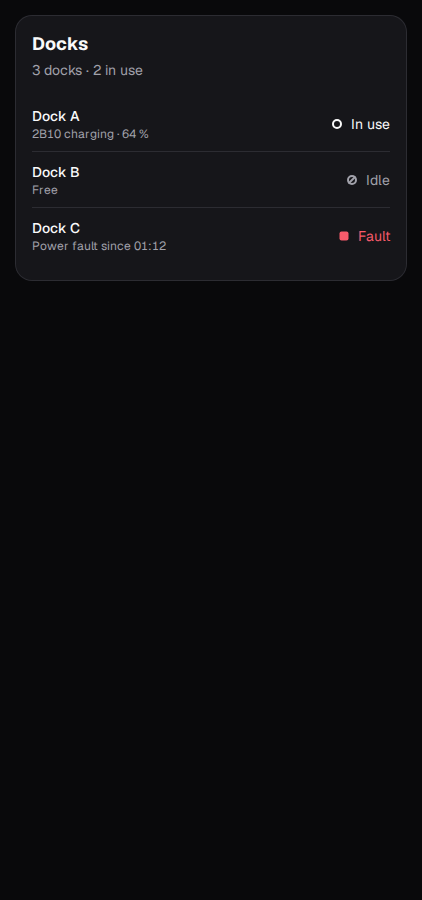 Docks
3 docks · 2 in use
Dock A
2B10 charging · 64 %
In use
Dock B
Free
Idle
Dock C
Power fault since 01:12
Fault